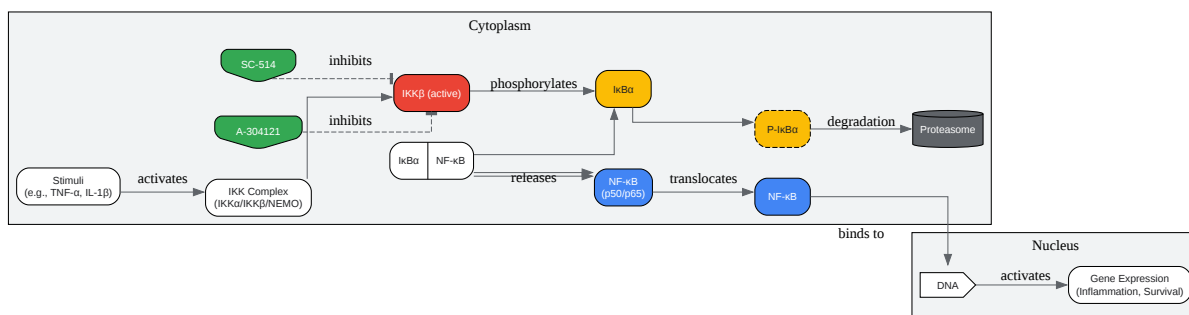 Cytoplasm
SC-514
inhibits
IKKβ (active)
phosphorylates
IκBα
A-304121
inhibits
P-IκBα
degradation
Proteasome
IκBα
NF-κB
releases
Stimuli
(e.g., TNF-α, IL-1β)
activates
IKK Complex
(IKKα/IKKβ/NEMO)
NF-κB
(p50/p65)
translocates
NF-κB
binds to
Nucleus
DNA
activates
Gene Expression
(Inflammation, Survival)